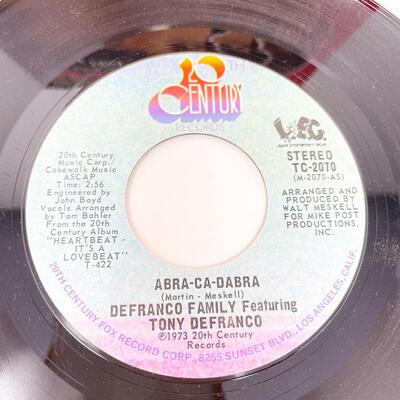 20TH
CENTURY
RECORDS
20th Century
Music Corp./
Cakewalk Music
ASCAP
Time: 2:56
Engineered by
John Boyd
Vocals Arranged
by Tom Bahler
From the 20th
Century Album
"HEARTBEAT -
IT'S A
LOVEBEAT"
T-422
STEREO
TC-2070
(M-2070-AS)
ARRANGED AND
PRODUCED BY
WALT MESKELL
FOR MIKE POST
PRODUCTIONS,
INC.
ABRA-CA-DABRA
(Martin - Meskell)
DEFRANCO FAMILY Featuring
TONY DEFRANCO
Ⓟ1973 20th Century
Records
20TH CENTURY FOX RECORD CORP., 8255 SUNSET BLVD., LOS ANGELES, CALIF.